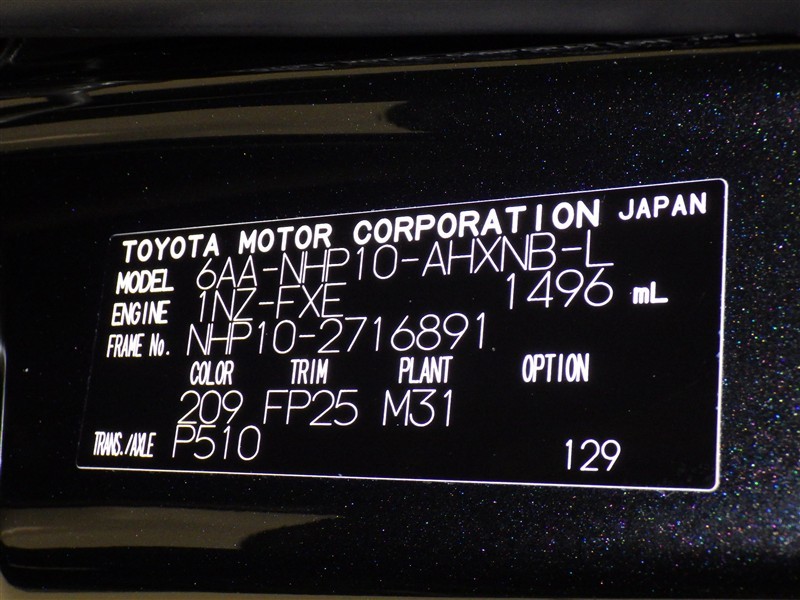 TOYOTA MOTOR CORPORATION JAPAN
MODEL 6AA-NHP10-AHXNB-L
ENGINE 1NZ-FXE 1496 mL
FRAME No. NHP10-2716891
COLOR TRIM PLANT OPTION
209 FP25 M31
TRANS./AXLE P510 129